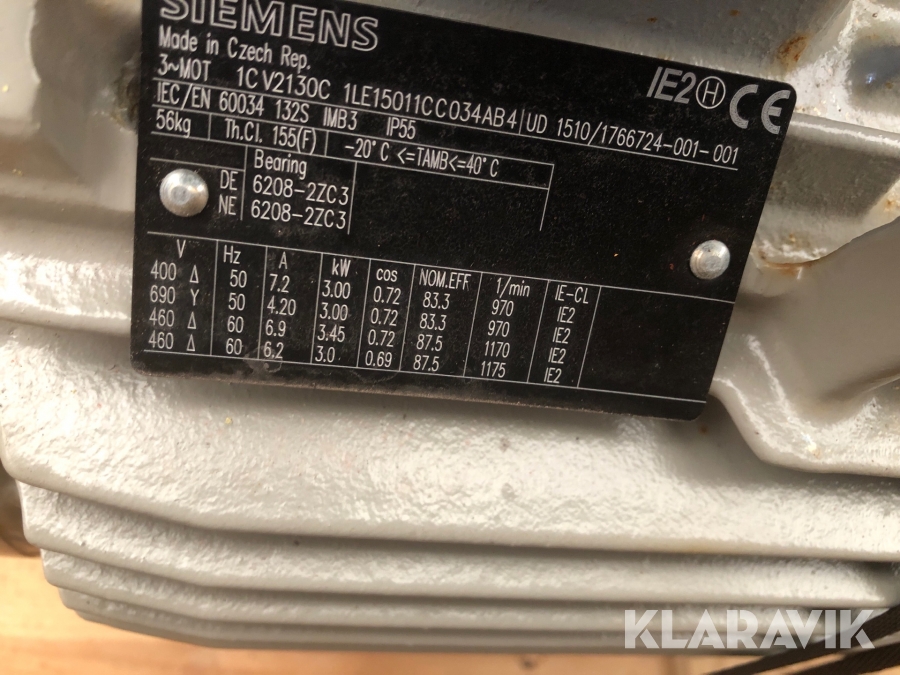 SIEMENS
Made in Czech Rep.
IE2 H CE
3~MOT 1CV2130C 1LE15011CC034AB4 UD 1510/1766724-001-001
IEC/EN 60034 132S IMB3 IP55
56kg Th.Cl. 155(F) -20°C <=TAMB<=40°C
Bearing
DE 6208-2ZC3
NE 6208-2ZC3
V Hz A kW cos NOM.EFF 1/min IE-CL
400 Δ 50 7.2 3.00 0.72 83.3 970 IE2
690 Y 50 4.20 3.00 0.72 83.3 970 IE2
460 Δ 60 6.9 3.45 0.72 87.5 1170 IE2
460 Δ 60 6.2 3.0 0.69 87.5 1175 IE2
KLARAVIK